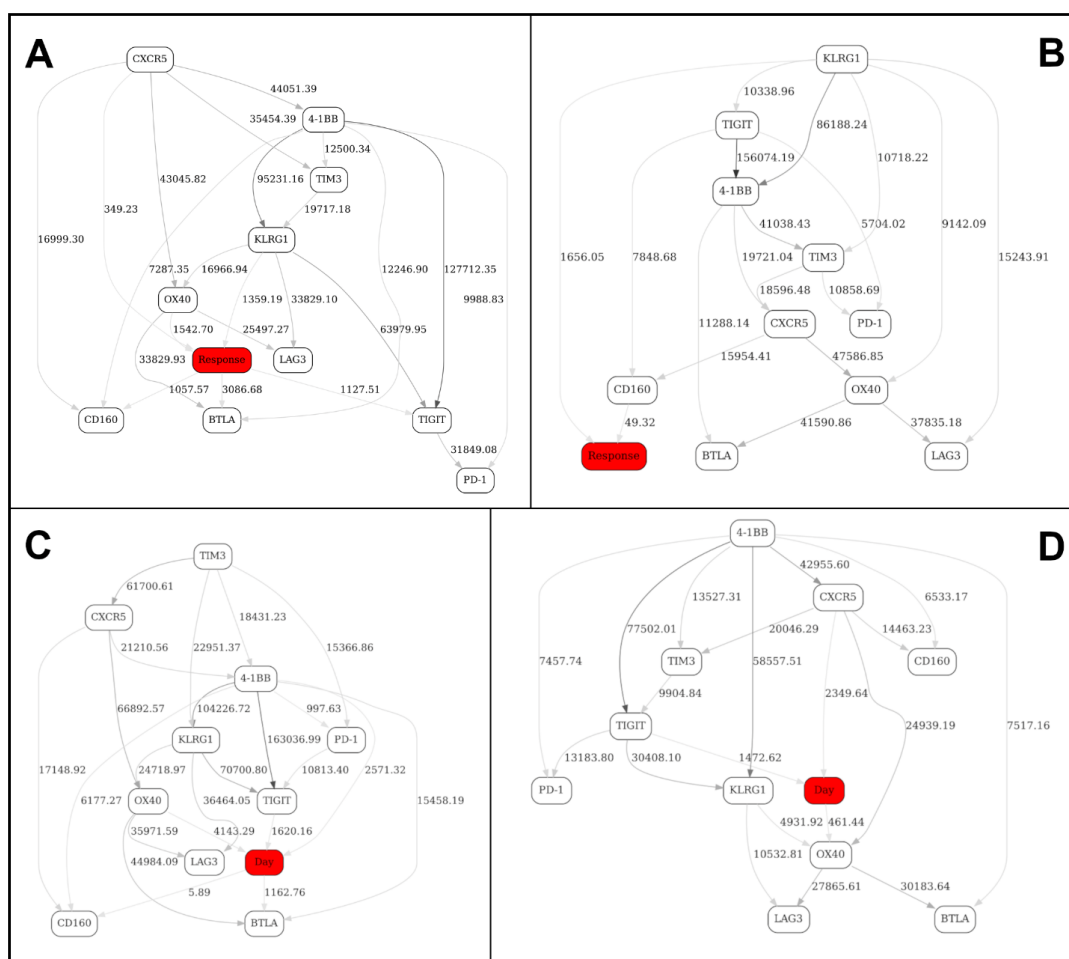 A
CXCR5
44051.39
35454.39
4-1BB
12500.34
TIM3
43045.82
95231.16
19717.18
349.23
KLRG1
16999.30
7287.35
16966.94
12246.90
127712.35
OX40
1359.19
33829.10
9988.83
63979.95
1542.70
25497.27
33829.93
Response
LAG3
1057.57
3086.68
1127.51
CD160
BTLA
TIGIT
31849.08
PD-1
B
KLRG1
10338.96
TIGIT
86188.24
156074.19
10718.22
4-1BB
41038.43
5704.02
9142.09
1656.05
7848.68
19721.04
TIM3
15243.91
18596.48
10858.69
11288.14
CXCR5
PD-1
15954.41
47586.85
CD160
OX40
49.32
41590.86
37835.18
Response
BTLA
LAG3
C
TIM3
61700.61
CXCR5
18431.23
21210.56
22951.37
15366.86
4-1BB
66892.57
104226.72
997.63
KLRG1
163036.99
PD-1
17148.92
24718.97
70700.80
10813.40
2571.32
6177.27
OX40
36464.05
TIGIT
15458.19
35971.59
4143.29
1620.16
44984.09
LAG3
Day
5.89
1162.76
CD160
BTLA
D
4-1BB
42955.60
13527.31
CXCR5
6533.17
77502.01
20046.29
14463.23
7457.74
TIM3
58557.51
CD160
9904.84
2349.64
TIGIT
24939.19
7517.16
13183.80
30408.10
1472.62
PD-1
KLRG1
Day
4931.92
461.44
10532.81
OX40
27865.61
30183.64
LAG3
BTLA